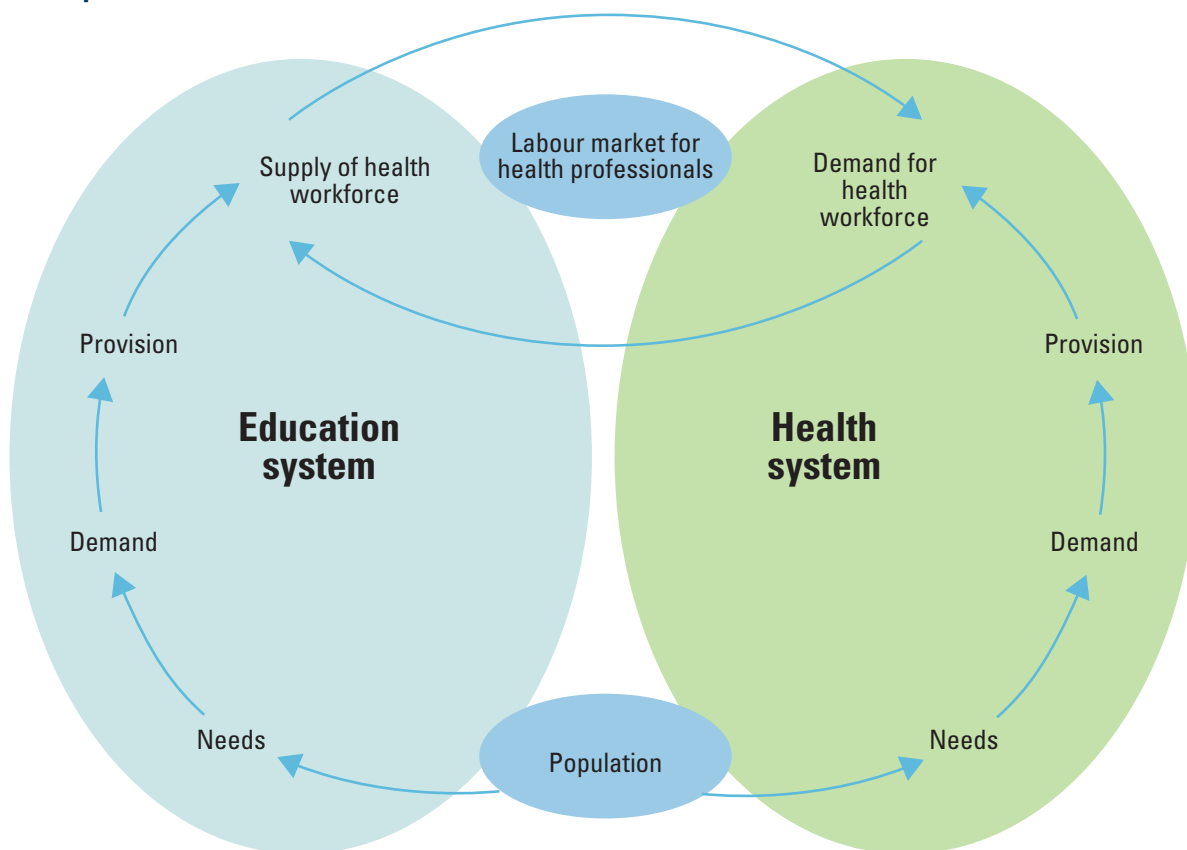 Labour market for
health professionals
Supply of health
workforce
Demand for
health
workforce
Provision
Provision
Education
system
Health
system
Demand
Demand
Needs
Needs
Population